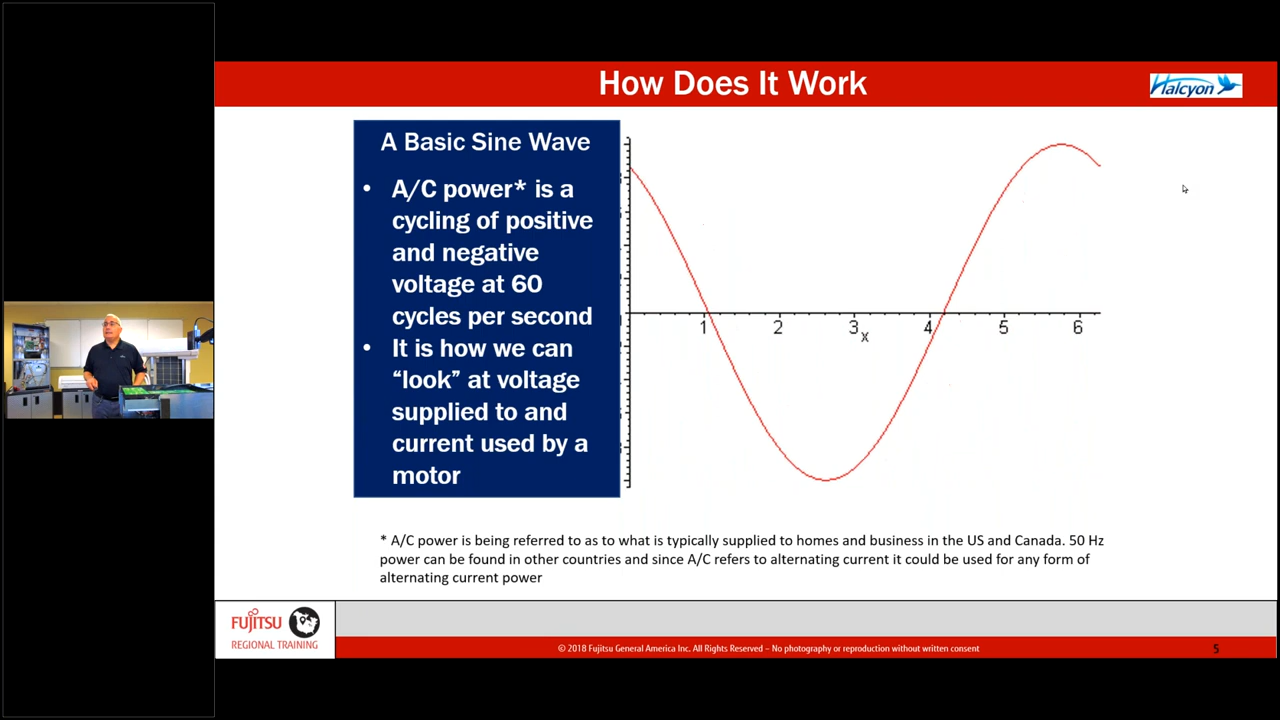 How Does It Work
Halcyon
A Basic Sine Wave
• A/C power* is a
cycling of positive
and negative
voltage at 60
cycles per second
• It is how we can
“look” at voltage
supplied to and
current used by a
motor
1 2 3 4 5 6
x
* A/C power is being referred to as to what is typically supplied to homes and business in the US and Canada. 50 Hz
power can be found in other countries and since A/C refers to alternating current it could be used for any form of
alternating current power
FUJITSU
REGIONAL TRAINING
© 2018 Fujitsu General America Inc. All Rights Reserved – No photography or reproduction without written consent
5